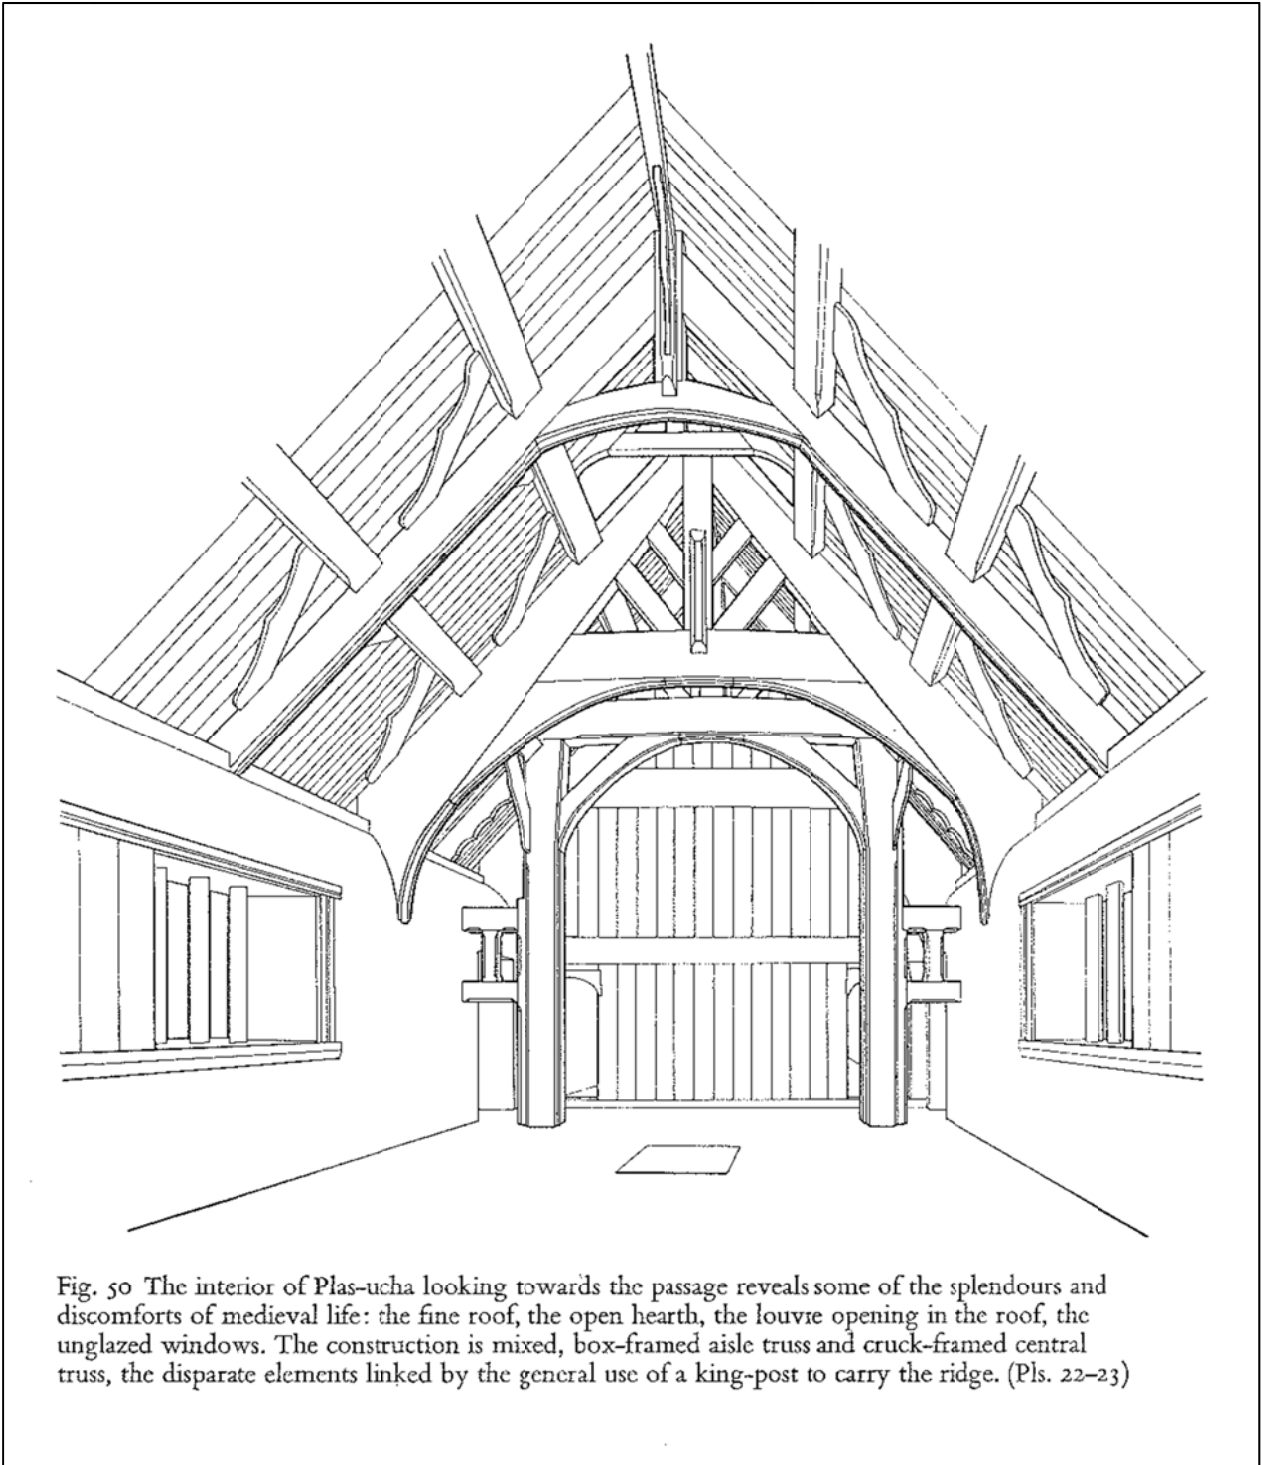 Fig. 50 The interior of Plas-ucha looking towards the passage reveals some of the splendours and
discomforts of medieval life: the fine roof, the open hearth, the louvre opening in the roof, the
unglazed windows. The construction is mixed, box-framed aisle truss and cruck-framed central
truss, the disparate elements linked by the general use of a king-post to carry the ridge. (Pls. 22–23)